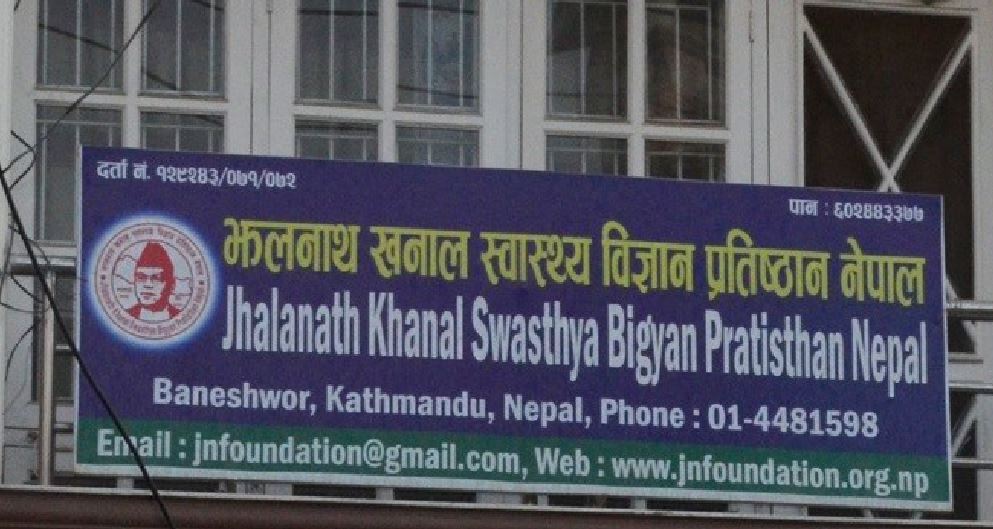 दर्ता नं. १२९२४३/०७१/०७२
पान : ६०२४४३३७७
झलनाथ खनाल स्वास्थ्य विज्ञान प्रतिष्ठान नेपाल
Jhalanath Khanal Swasthya Bigyan Pratisthan Nepal
Baneshwor, Kathmandu, Nepal, Phone : 01-4481598
Email : jnfoundation@gmail.com, Web : www.jnfoundation.org.np